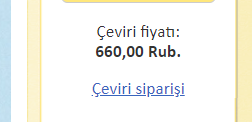 Çeviri fiyatı:
660,00 Rub.
Çeviri siparişi